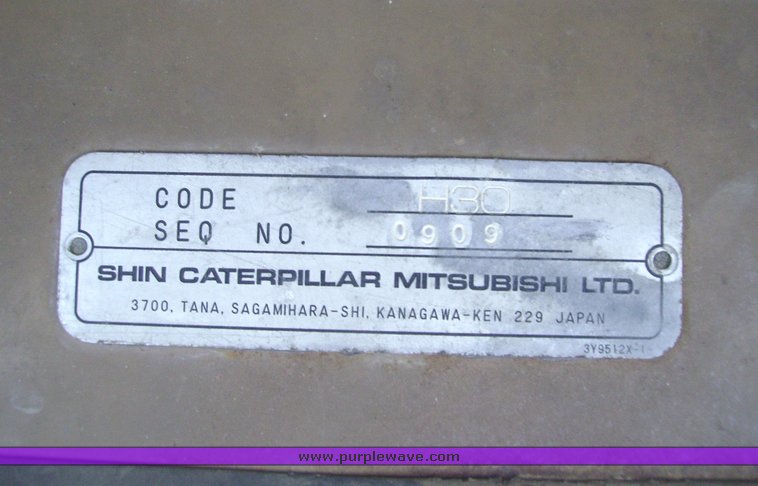 CODE H30
SEQ NO. 0909
SHIN CATERPILLAR MITSUBISHI LTD.
3700, TANA, SAGAMIHARA-SHI, KANAGAWA-KEN 229 JAPAN
3Y9512X-1
www.purplewave.com